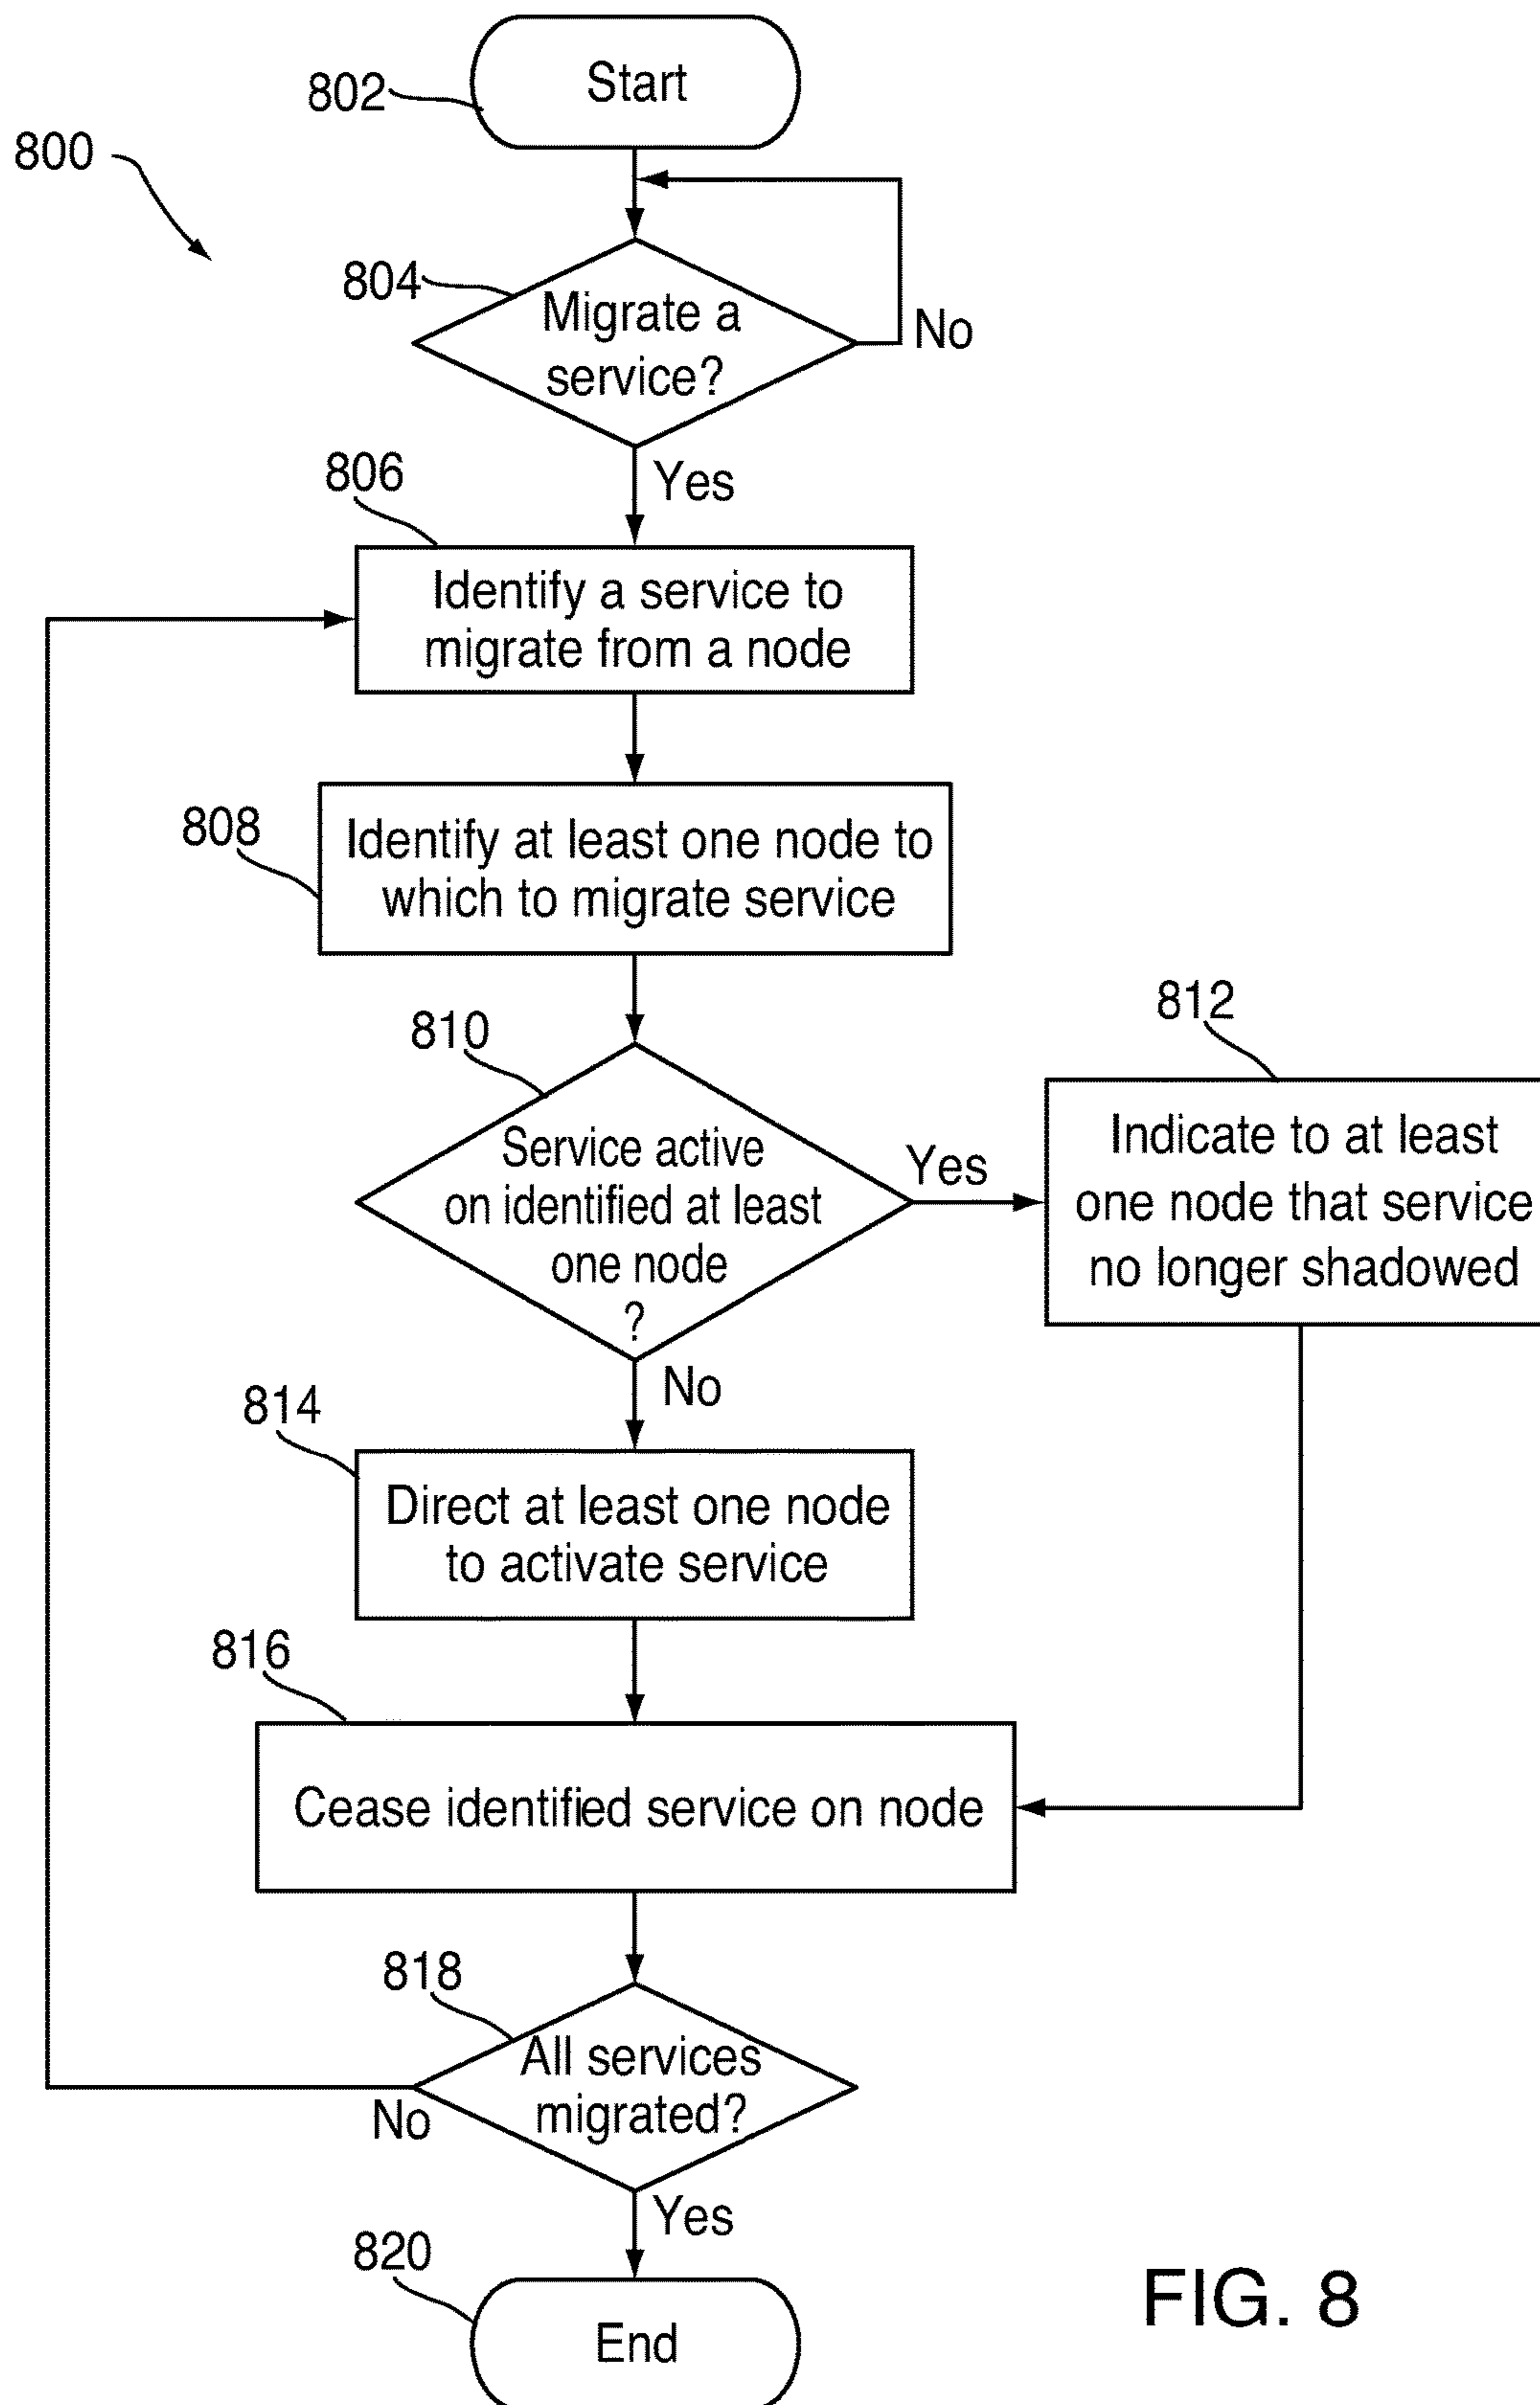 802
Start
800
804
Migrate a
service?
No
Yes
806
Identify a service to
migrate from a node
808
Identify at least one node to
which to migrate service
810
Service active
on identified at least
one node
?
Yes
812
Indicate to at least
one node that service
no longer shadowed
No
814
Direct at least one node
to activate service
816
Cease identified service on node
818
All services
migrated?
No
Yes
820
End
FIG. 8